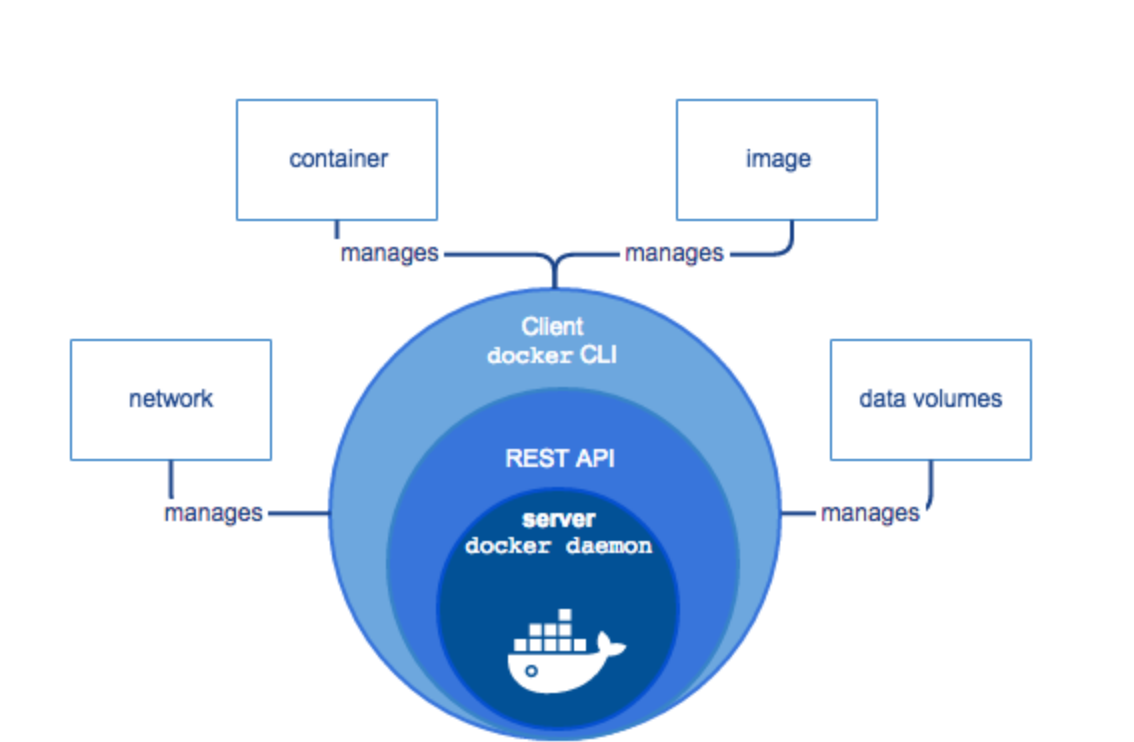 container
image
manages
manages
Client
docker CLI
network
data volumes
REST API
manages
manages
server
docker daemon